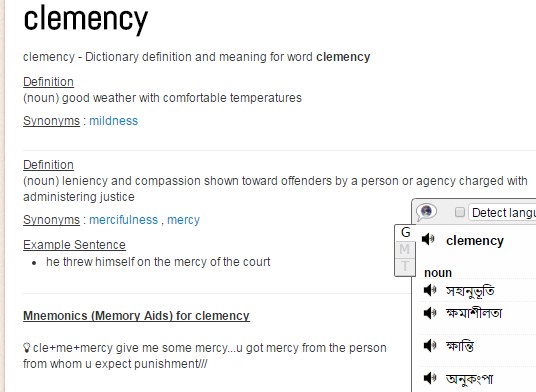 clemency
clemency - Dictionary definition and meaning for word clemency
Definition
(noun) good weather with comfortable temperatures
Synonyms : mildness
Definition
(noun) leniency and compassion shown toward offenders by a person or agency charged with
administering justice
Synonyms : mercifulness , mercy
Example Sentence
he threw himself on the mercy of the court
Mnemonics (Memory Aids) for clemency
cle+me+mercy give me some mercy...u got mercy from the person
from whom u expect punishment///
Detect langu
G
M
T
clemency
noun
সহানুভূতি
ক্ষমাশীলতা
ক্ষান্তি
অনুকংপা